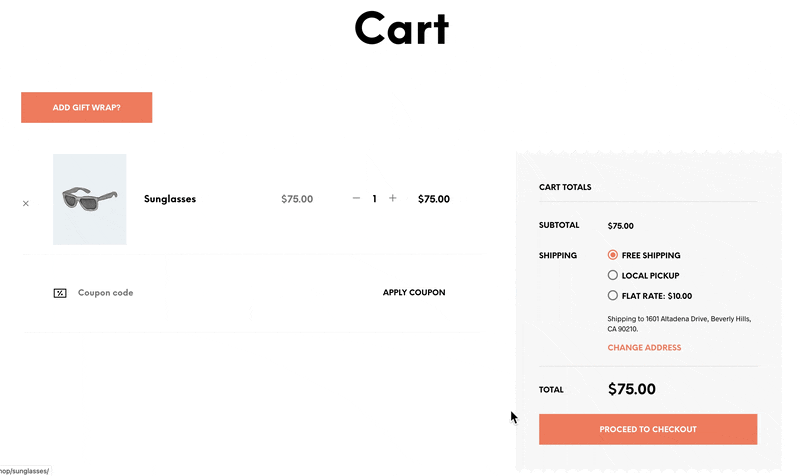 Cart
ADD GIFT WRAP?
Sunglasses $75.00 1 $75.00
Coupon code APPLY COUPON
CART TOTALS
SUBTOTAL $75.00
SHIPPING FREE SHIPPING
LOCAL PICKUP
FLAT RATE: $10.00
Shipping to 1601 Altadena Drive, Beverly Hills,
CA 90210.
CHANGE ADDRESS
TOTAL $75.00
PROCEED TO CHECKOUT
hop/sunglasses/